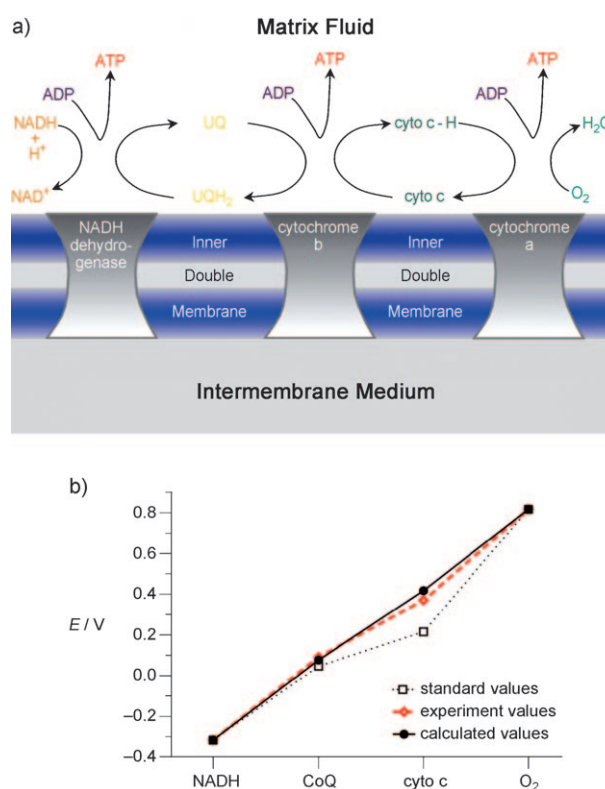 a)
Matrix Fluid
ATP
ATP
ATP
ADP
ADP
ADP
NADH
+
H⁺
UQ
cyto c - H
H₂O
NAD⁺
UQH₂
cyto c
O₂
NADH
dehydro-
genase
Inner
Double
Membrane
cytochrome
b
Inner
Double
Membrane
cytochrome
a
Intermembrane Medium
b)
E / V
0.8
0.6
0.4
0.2
0.0
–0.2
–0.4
standard values
experiment values
calculated values
NADH
CoQ
cyto c
O₂